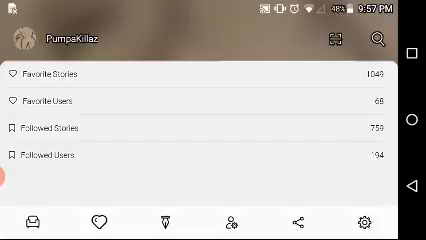 48% 9:57 PM
PumpaKillaz
Favorite Stories 1049
Favorite Users 68
Followed Stories 759
Followed Users 194